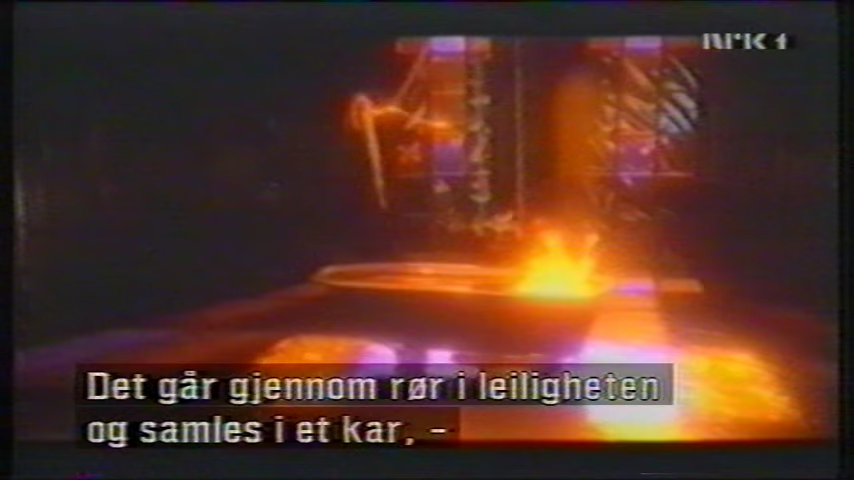 NRK 1
Det går gjennom rør i leiligheten
og samles i et kar, –